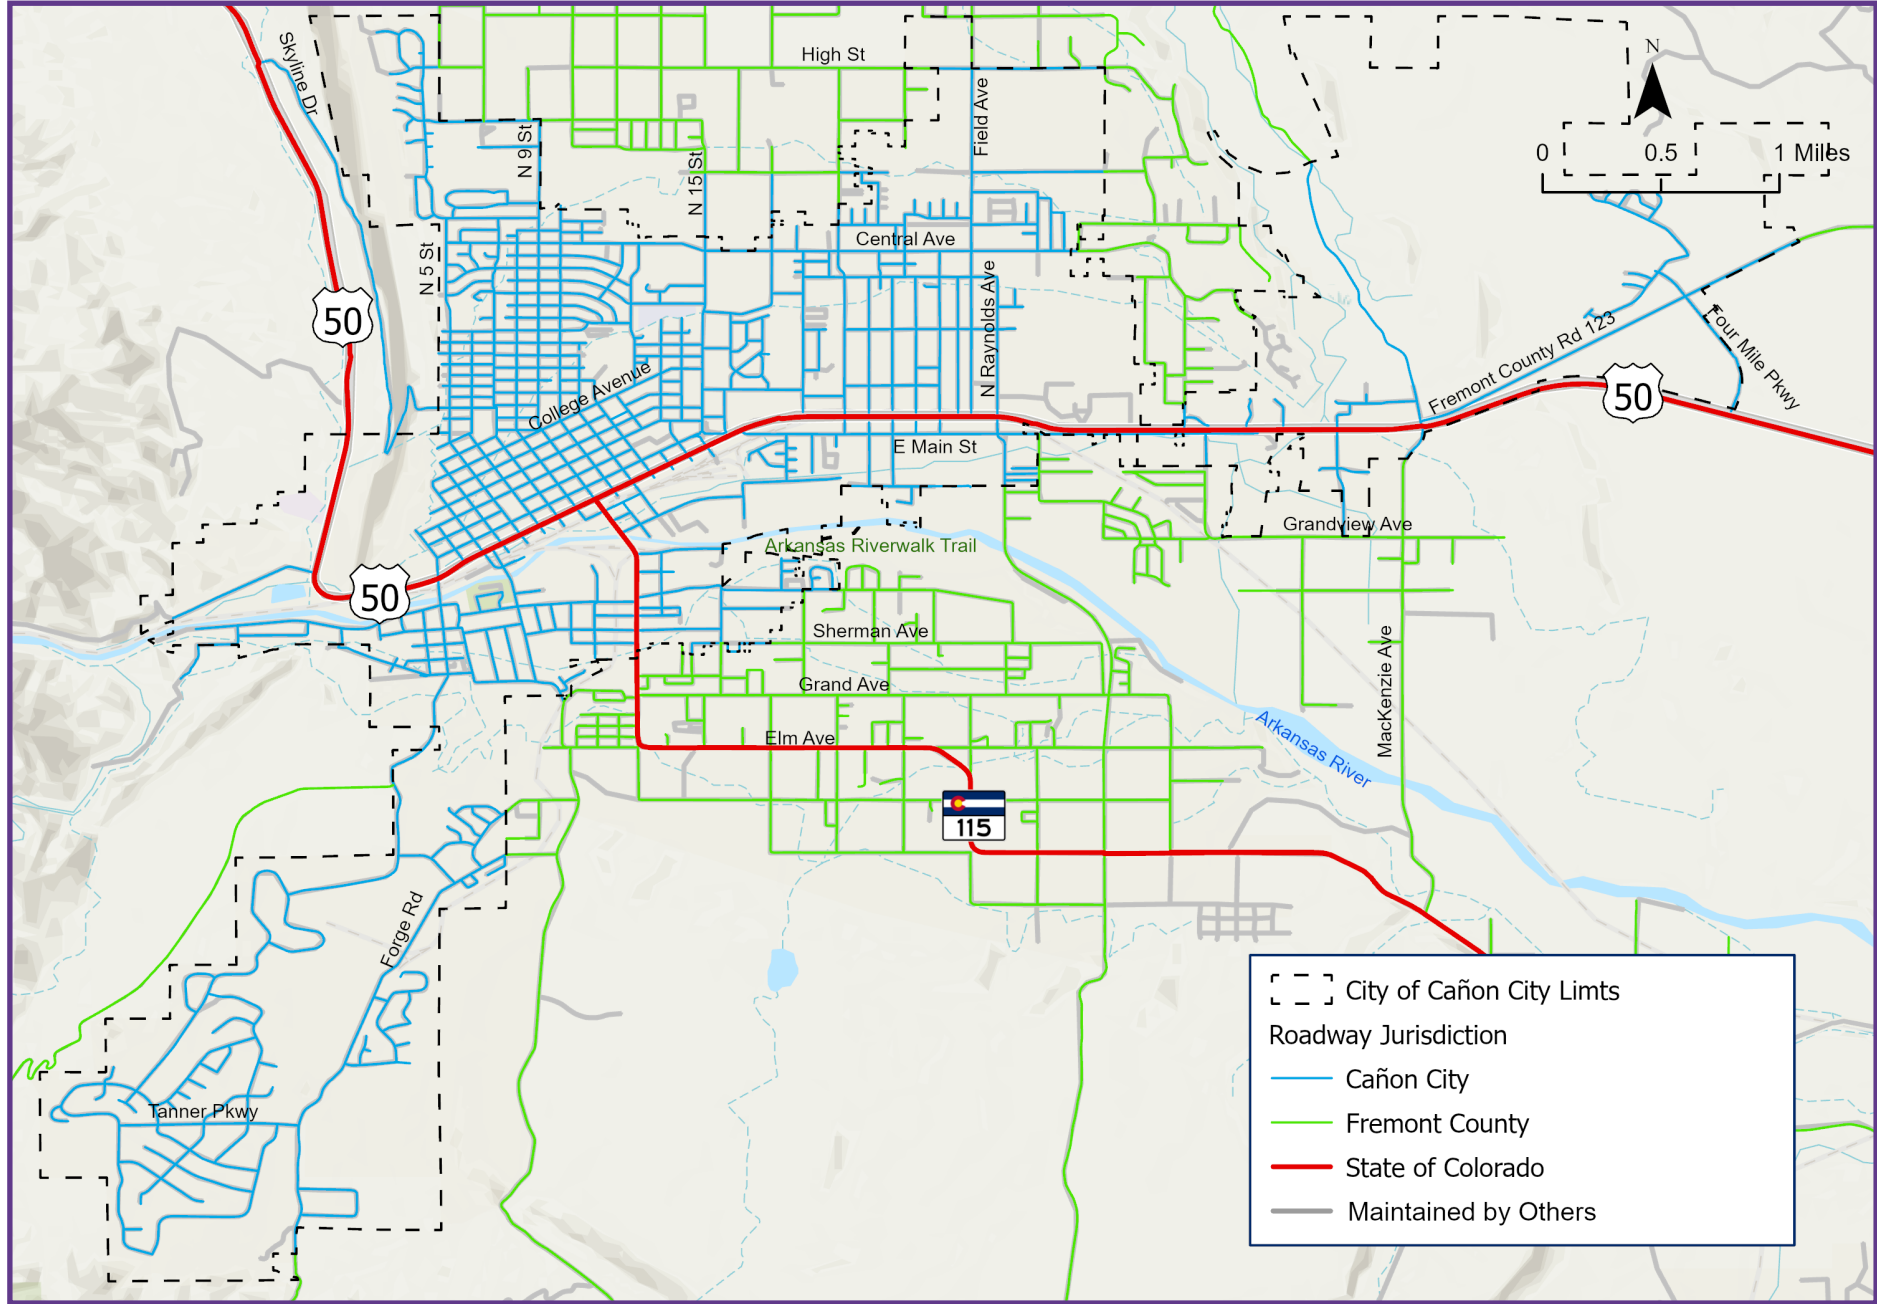 High St
Skyline Dr
N 9 St
Field Ave
N
0 0.5 1 Miles
N 15 St
Central Ave
N 5 St
50
N Raynolds Ave
Fremont County Rd 123
Four Mile Pkwy
50
College Avenue
E Main St
Grandview Ave
Arkansas Riverwalk Trail
50
Sherman Ave
MacKenzie Ave
Grand Ave
Arkansas River
Elm Ave
115
Forge Rd
Tanner Pkwy
City of Cañon City Limts
Roadway Jurisdiction
Cañon City
Fremont County
State of Colorado
Maintained by Others